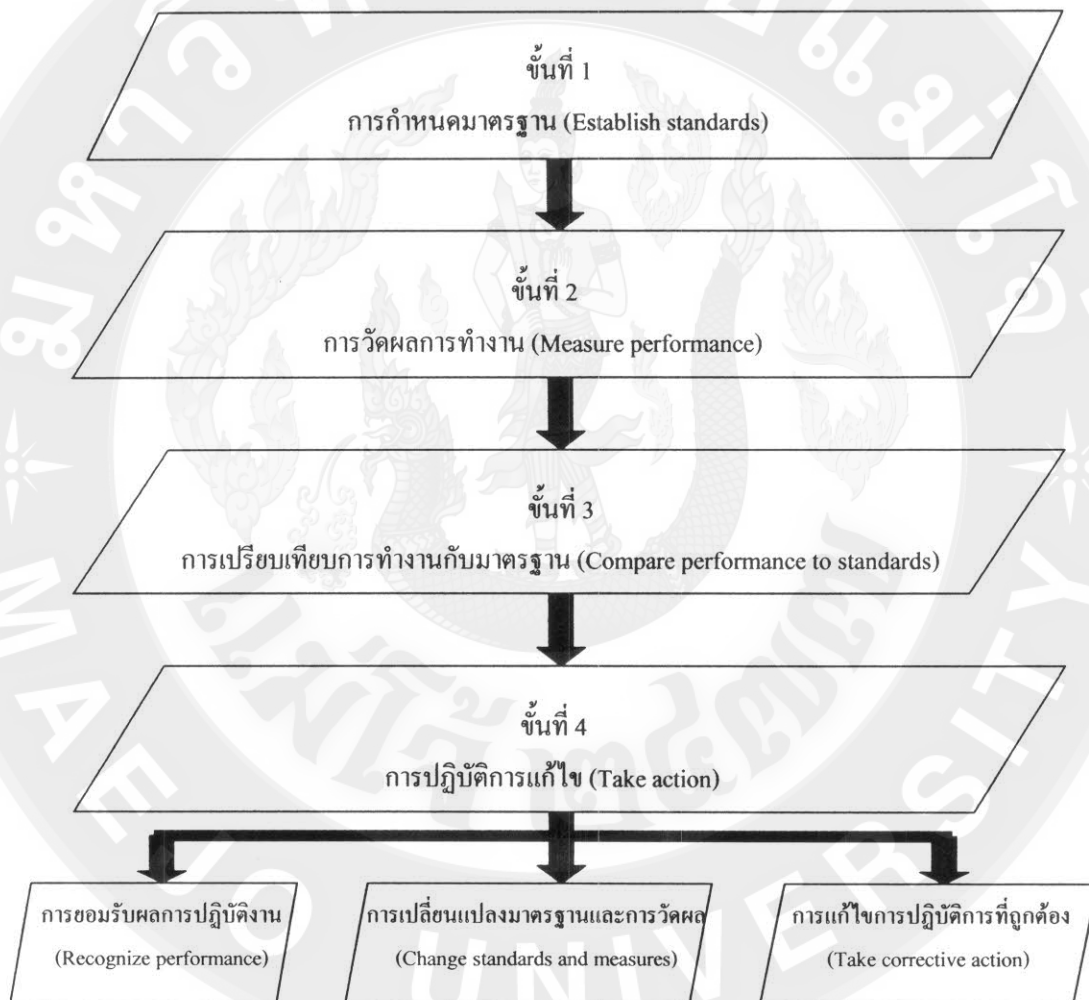 ขั้นที่ 1
การกำหนดมาตรฐาน (Establish standards)
ขั้นที่ 2
การวัดผลการทำงาน (Measure performance)
ขั้นที่ 3
การเปรียบเทียบการทำงานกับมาตรฐาน (Compare performance to standards)
ขั้นที่ 4
การปฏิบัติการแก้ไข (Take action)
การยอมรับผลการปฏิบัติงาน
(Recognize performance)
การเปลี่ยนแปลงมาตรฐานและการวัดผล
(Change standards and measures)
การแก้ไขการปฏิบัติการที่ถูกต้อง
(Take corrective action)
MAEJO UNIVERSITY